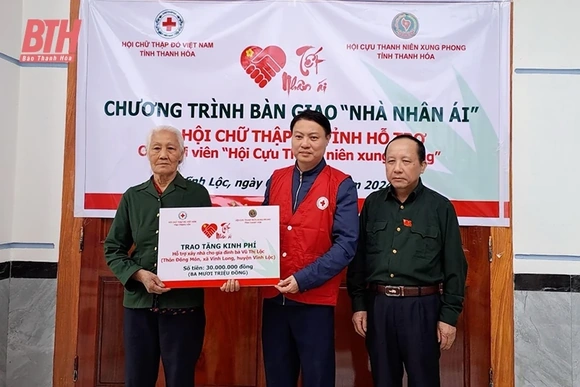 BTH
Báo Thanh Hóa
HỘI CHỮ THẬP ĐỎ VIỆT NAM
TỈNH THANH HÓA
HỘI CỰU THANH NIÊN XUNG PHONG
TỈNH THANH HÓA
Tết
Nhân ái
CHƯƠNG TRÌNH BÀN GIAO “NHÀ NHÂN ÁI”
HỘI CHỮ THẬP HỖ TRỢ
viên “Hội Cựu niên xung
Lộc, ngày 2024
TRAO TẶNG KINH PHÍ
Hỗ trợ xây nhà cho gia đình bà Vũ Thị Lộc
(Thôn Đông Môn, xã Vĩnh Long, huyện Vĩnh Lộc)
Số tiền: 30.000.000 đồng
(BA MƯƠI TRIỆU ĐỒNG)